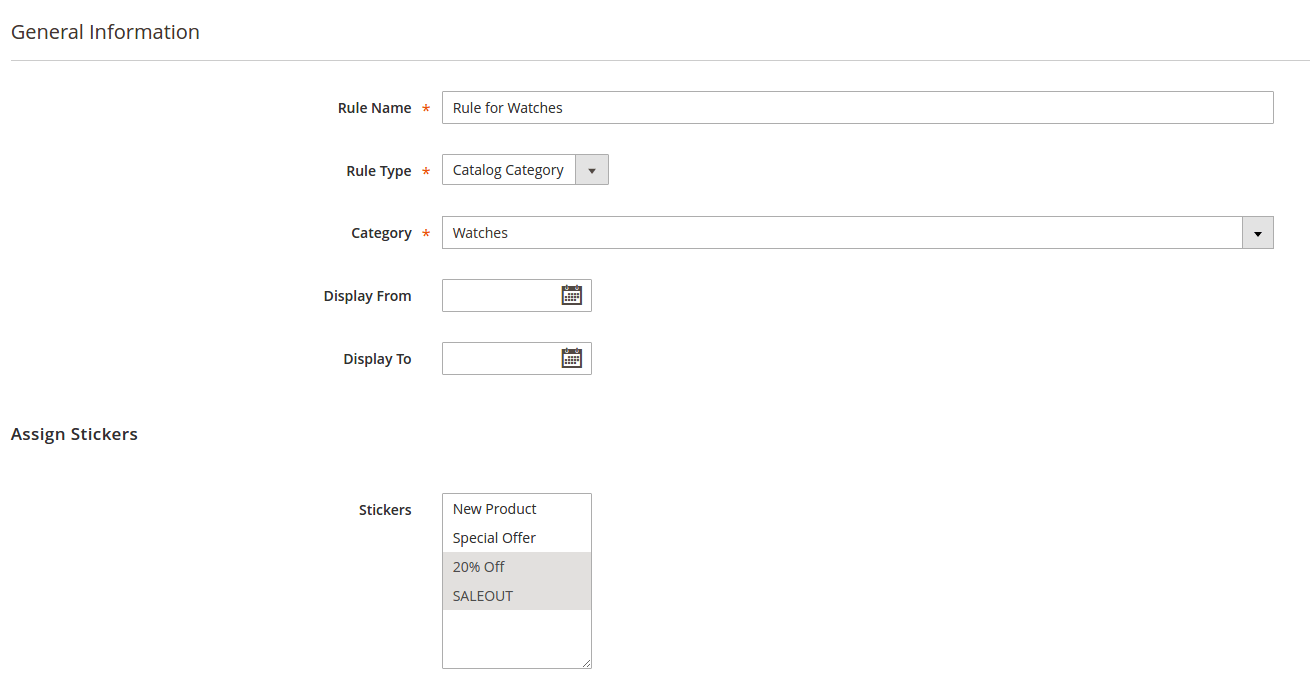 General Information
Rule Name *
Rule for Watches
Rule Type *
Catalog Category
Category *
Watches
Display From
Display To
Assign Stickers
Stickers
New Product
Special Offer
20% Off
SALEOUT